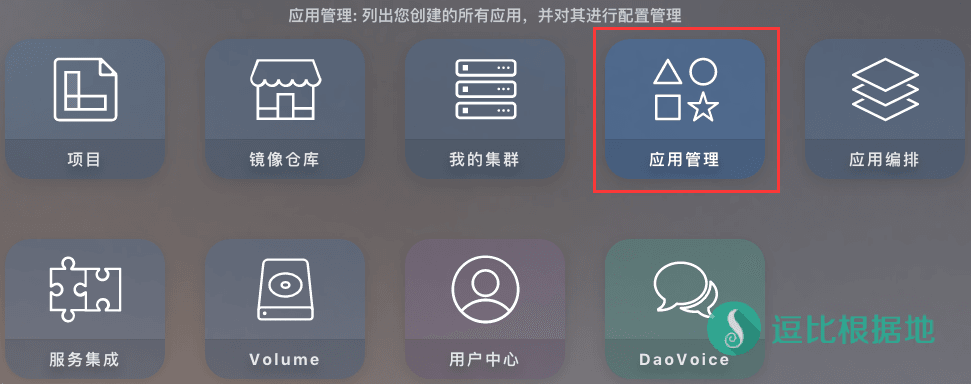 应用管理: 列出您创建的所有应用，并对其进行配置管理
项目
镜像仓库
我的集群
应用管理
应用编排
服务集成
Volume
用户中心
DaoVoice
逗比根据地